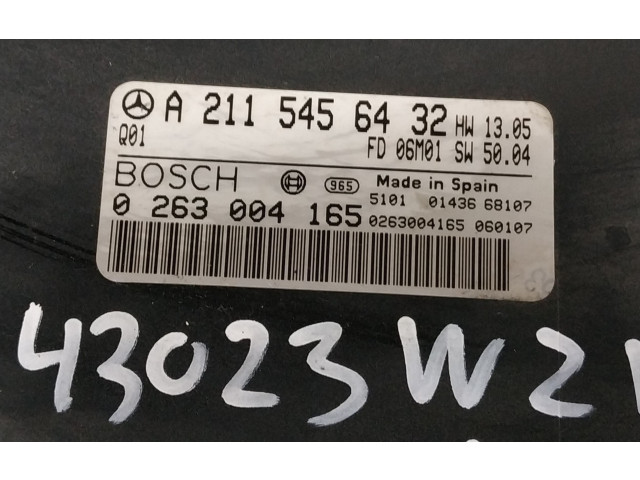 A 211 545 64 32 HW 13.05
Q01 FD 06M01 SW 50.04
BOSCH 965 Made in Spain
5101 01436 68107
0 263 004 165 0263004165 060107
43023 W2